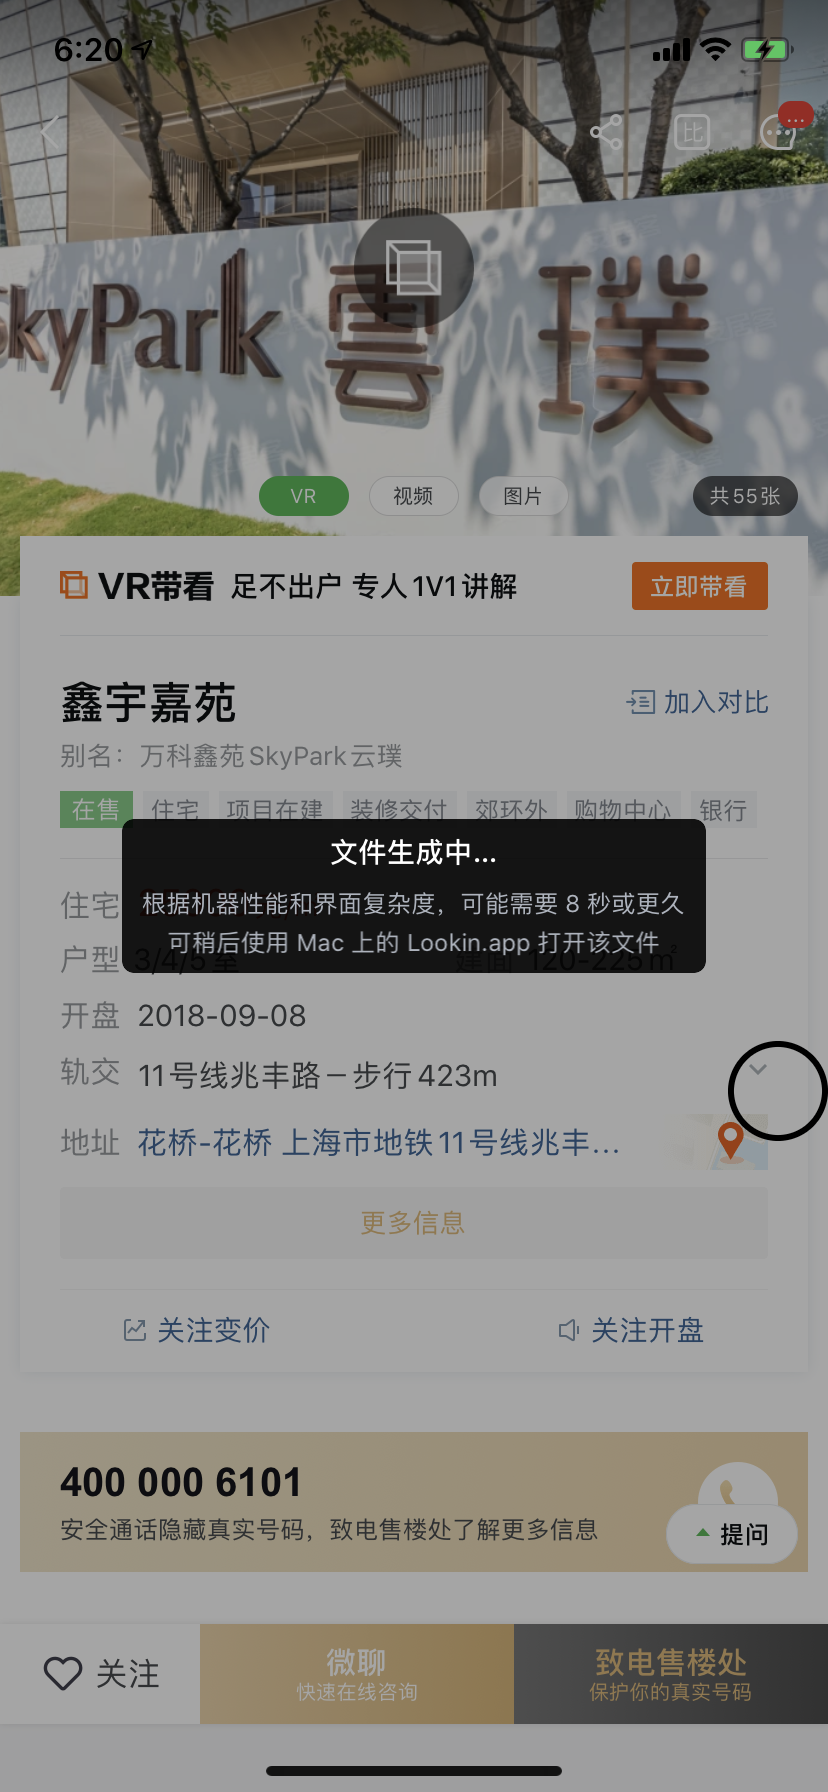 6:20
比
...
SkyPark 雲 璞
VR
视频
图片
共55张
VR带看 足不出户 专人1V1讲解
立即带看
鑫宇嘉苑
加入对比
别名：万科鑫苑SkyPark云璞
在售 住宅 项目在建 装修交付 郊环外 购物中心 银行
文件生成中...
住宅
根据机器性能和界面复杂度，可能需要 8 秒或更久
可稍后使用 Mac 上的 Lookin.app 打开该文件
户型 3/4/5室 建面 120-225m²
开盘 2018-09-08
轨交 11号线兆丰路－步行423m
地址 花桥-花桥 上海市地铁11号线兆丰...
更多信息
关注变价
关注开盘
400 000 6101
安全通话隐藏真实号码，致电售楼处了解更多信息
提问
关注
微聊
快速在线咨询
致电售楼处
保护你的真实号码